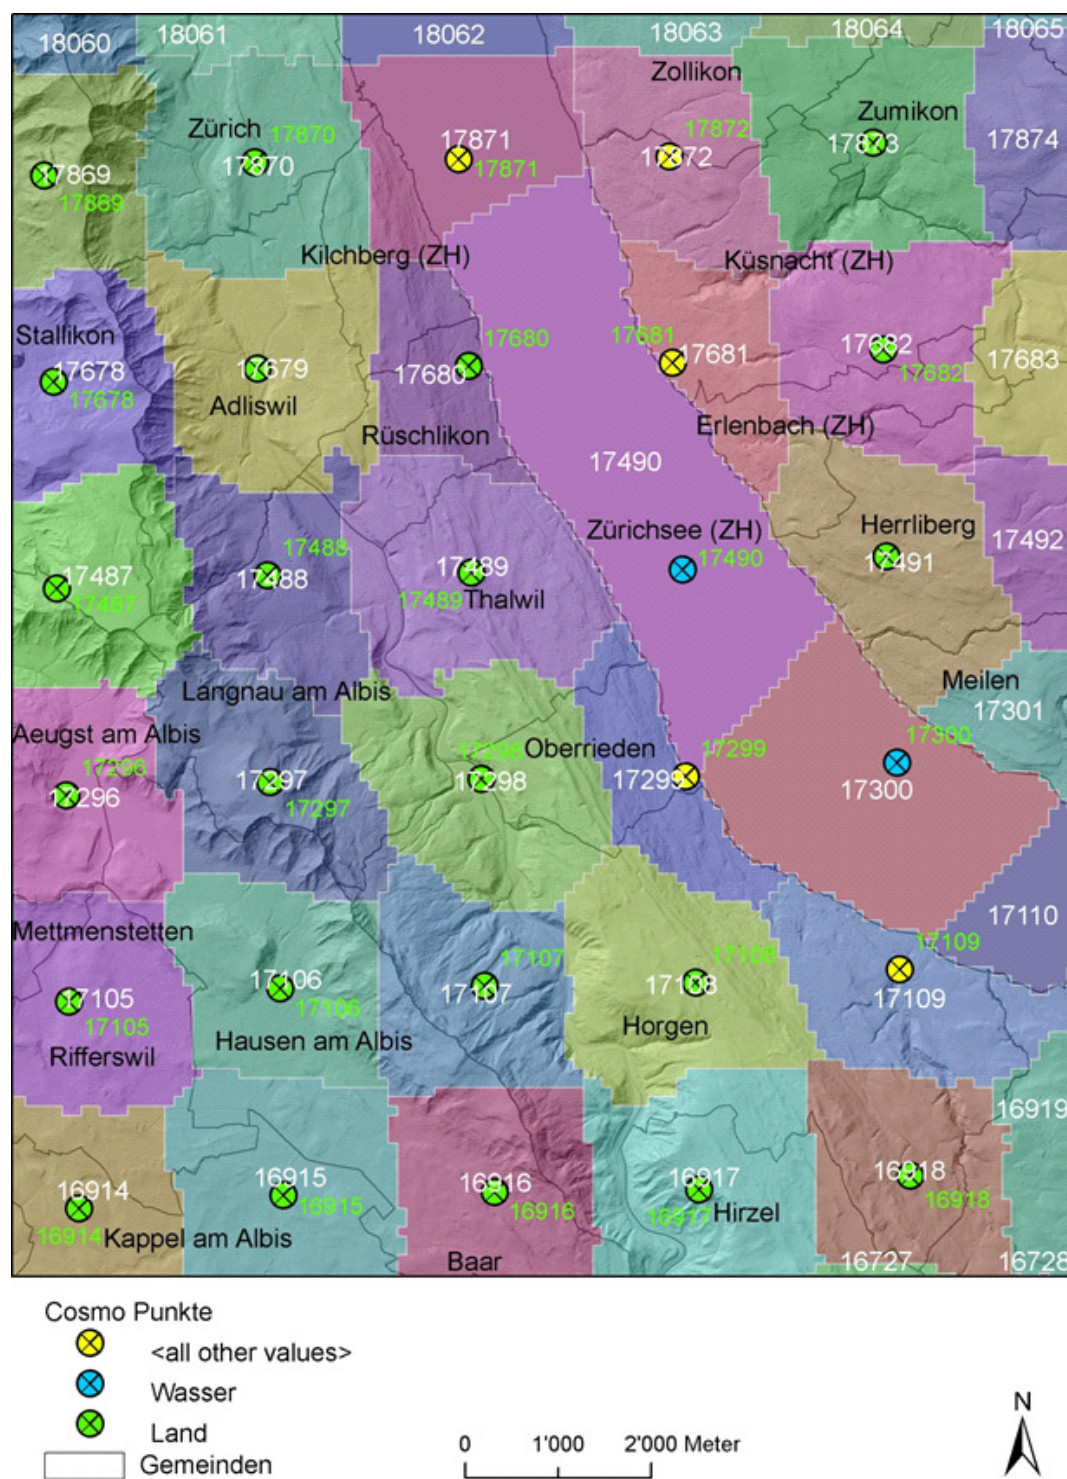 18060
18061
18062
18063
18064
18065
Zollikon
Zumikon
Zürich
17870
17870
17871
17871
17872
17872
17873
17874
17869
17869
Kilchberg (ZH)
Küsnacht (ZH)
Stallikon
17678
17678
17679
Adliswil
17680
17680
Rüschlikon
17681
17681
17682
17682
17683
Erlenbach (ZH)
17490
Zürichsee (ZH)
17490
Herrliberg
17491
17492
17487
17487
17488
17488
17489
17489
Thalwil
Langnau am Albis
Meilen
17301
Aeugst am Albis
17296
17296
17297
17297
17298
17298
Oberrieden
17299
17299
17300
17300
17110
Mettmenstetten
17105
17105
Rifferswil
17106
17106
Hausen am Albis
17107
17107
17108
17108
Horgen
17109
17109
16919
16914
16914
Kappel am Albis
16915
16915
16916
16916
Baar
16917
16917
Hirzel
16918
16918
16727
16728
Cosmo Punkte
<all other values>
Wasser
Land
Gemeinden
0 1'000 2'000 Meter
N